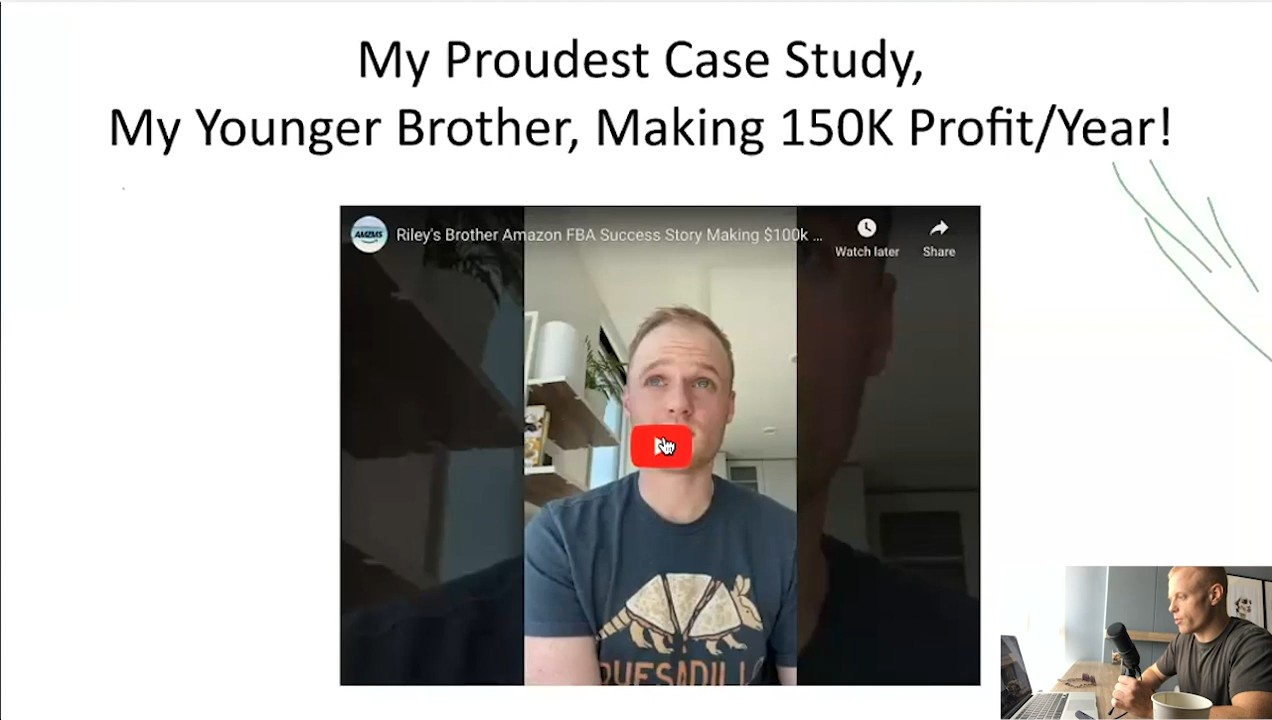 My Proudest Case Study,
My Younger Brother, Making 150K Profit/Year!
AMZMS
Riley's Brother Amazon FBA Success Story Making $100k ...
Watch later
Share